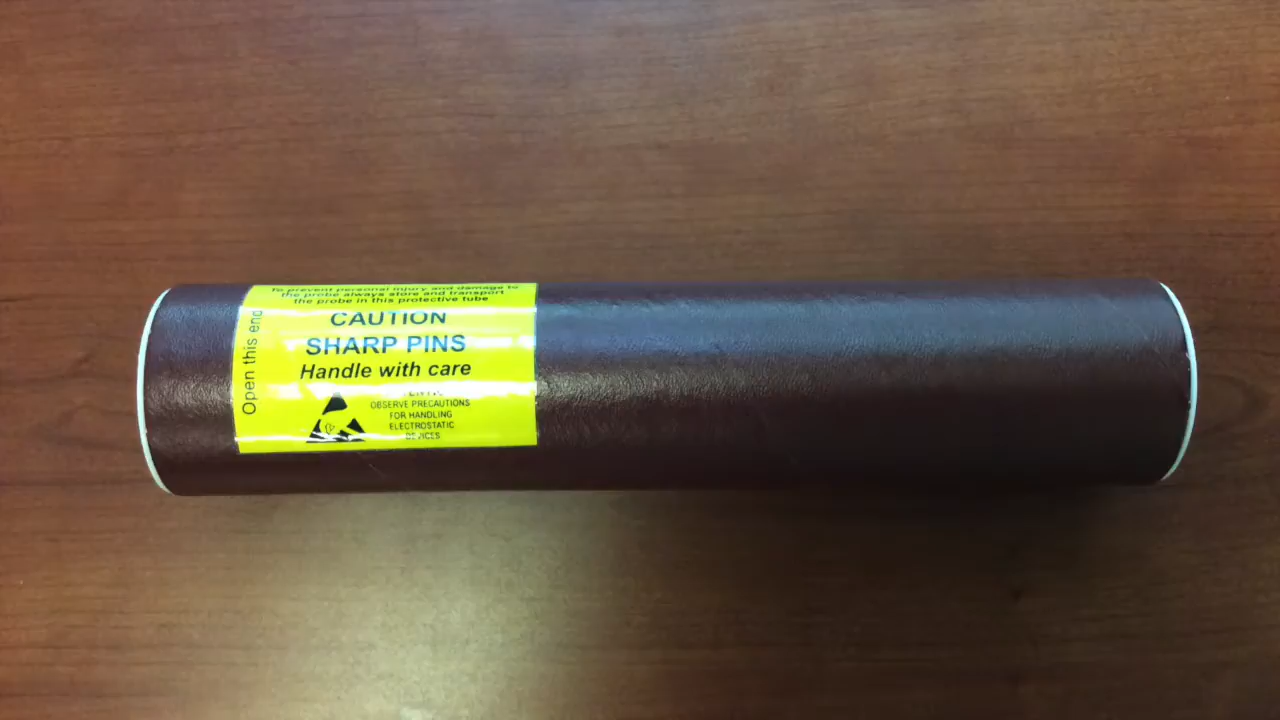 To prevent personal injury and damage to
the probe always store and transport
the probe in this protective tube
CAUTION
SHARP PINS
Handle with care
Open this end
OBSERVE PRECAUTIONS
FOR HANDLING
ELECTROSTATIC
DEVICES